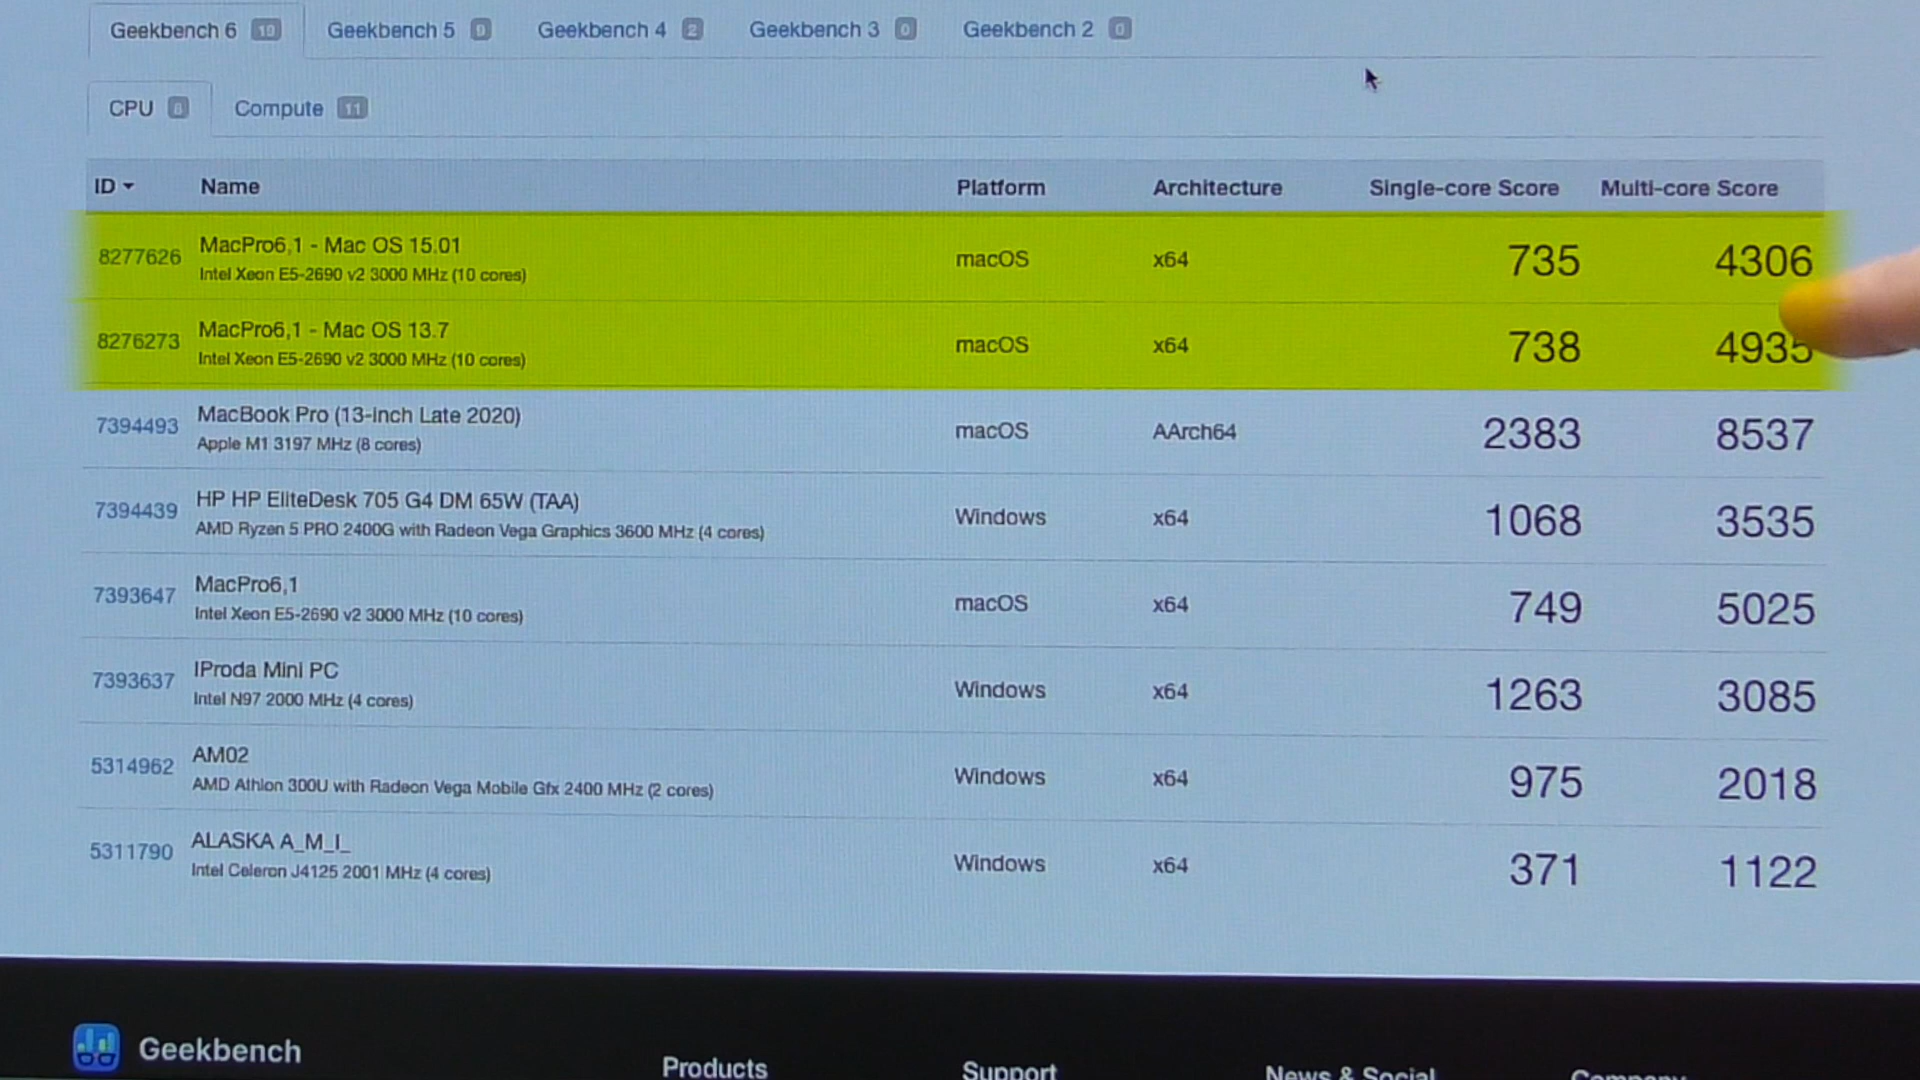 Geekbench 6 19 Geekbench 5 9 Geekbench 4 2 Geekbench 3 0 Geekbench 2 0
CPU 8 Compute 11
ID Name Platform Architecture Single-core Score Multi-core Score
8277626 MacPro6,1 - Mac OS 15.01 macOS x64 735 4306
Intel Xeon E5-2690 v2 3000 MHz (10 cores)
8276273 MacPro6,1 - Mac OS 13.7 macOS x64 738 4935
Intel Xeon E5-2690 v2 3000 MHz (10 cores)
7394493 MacBook Pro (13-inch Late 2020) macOS AArch64 2383 8537
Apple M1 3197 MHz (8 cores)
7394439 HP HP EliteDesk 705 G4 DM 65W (TAA) Windows x64 1068 3535
AMD Ryzen 5 PRO 2400G with Radeon Vega Graphics 3600 MHz (4 cores)
7393647 MacPro6,1 macOS x64 749 5025
Intel Xeon E5-2690 v2 3000 MHz (10 cores)
7393637 IProda Mini PC Windows x64 1263 3085
Intel N97 2000 MHz (4 cores)
5314962 AM02 Windows x64 975 2018
AMD Athlon 300U with Radeon Vega Mobile Gfx 2400 MHz (2 cores)
5311790 ALASKA A_M_I_ Windows x64 371 1122
Intel Celeron J4125 2001 MHz (4 cores)
Geekbench
Products Support News & Social Company